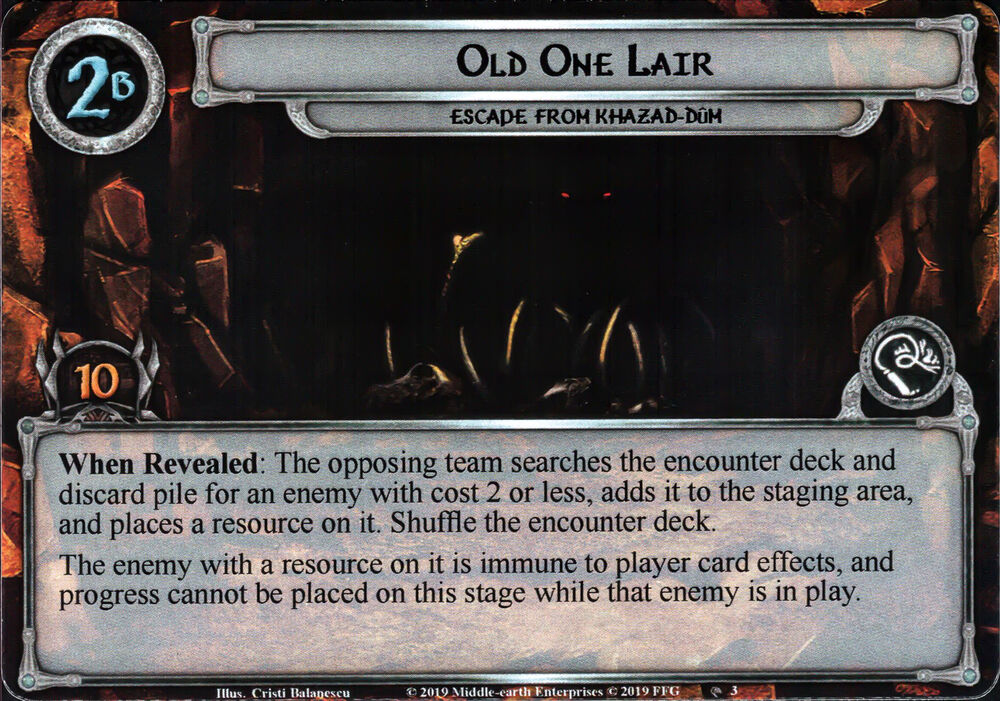 2B
OLD ONE LAIR
ESCAPE FROM KHAZAD-DÛM
10
When Revealed: The opposing team searches the encounter deck and
discard pile for an enemy with cost 2 or less, adds it to the staging area,
and places a resource on it. Shuffle the encounter deck.
The enemy with a resource on it is immune to player card effects, and
progress cannot be placed on this stage while that enemy is in play.
Illus. Cristi Balanescu © 2019 Middle-earth Enterprises © 2019 FFG 3